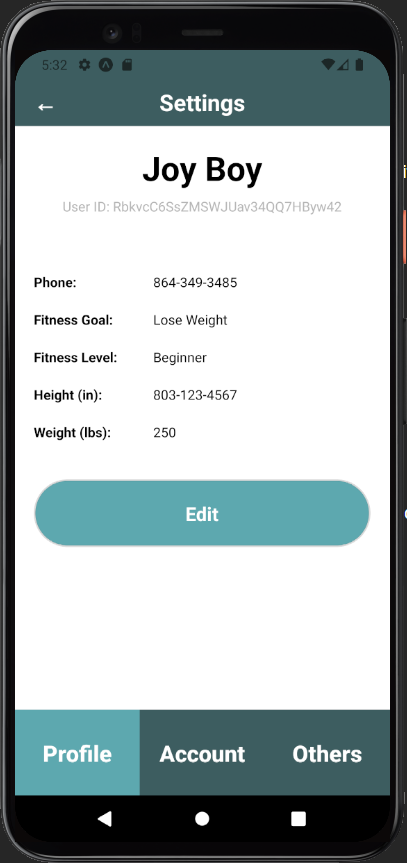 5:32
← Settings
Joy Boy
User ID: RbkvcC6SsZMSWJUav34QQ7HByw42
Phone: 864-349-3485
Fitness Goal: Lose Weight
Fitness Level: Beginner
Height (in): 803-123-4567
Weight (lbs): 250
Edit
Profile Account Others